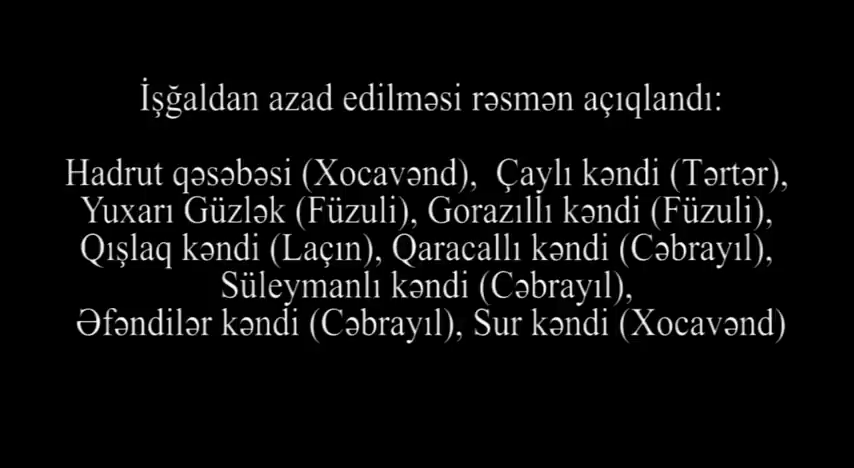 İşğaldan azad edilməsi rəsmən açıqlandı:
Hadrut qəsəbəsi (Xocavənd), Çaylı kəndi (Tərtər),
Yuxarı Güzlək (Füzuli), Gorazıllı kəndi (Füzuli),
Qışlaq kəndi (Laçın), Qaracallı kəndi (Cəbrayıl),
Süleymanlı kəndi (Cəbrayıl),
Əfəndilər kəndi (Cəbrayıl), Sur kəndi (Xocavənd)